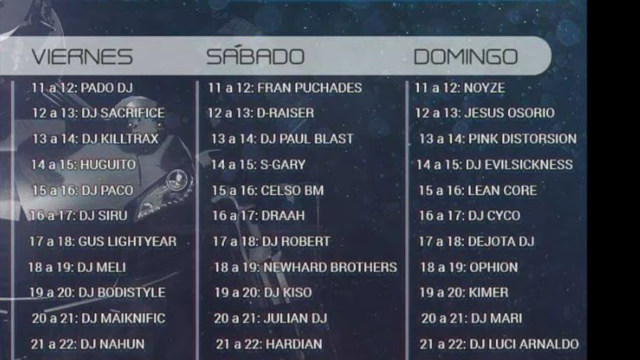 VIERNES
11 a 12: PADO DJ
12 a 13: DJ SACRIFICE
13 a 14: DJ KILLTRAX
14 a 15: HUGUITO
15 a 16: DJ PACO
16 a 17: DJ SIRU
17 a 18: GUS LIGHTYEAR
18 a 19: DJ MELI
19 a 20: DJ BODISTYLE
20 a 21: DJ MAIKNIFIC
21 a 22: DJ NAHUN
SÁBADO
11 a 12: FRAN PUCHADES
12 a 13: D-RAISER
13 a 14: DJ PAUL BLAST
14 a 15: S-GARY
15 a 16: CELSO BM
16 a 17: DRAAH
17 a 18: DJ ROBERT
18 a 19: NEWHARD BROTHERS
19 a 20: DJ KISO
20 a 21: JULIAN DJ
21 a 22: HARDIAN
DOMINGO
11 a 12: NOYZE
12 a 13: JESUS OSORIO
13 a 14: PINK DISTORSION
14 a 15: DJ EVILSICKNESS
15 a 16: LEAN CORE
16 a 17: DJ CYCO
17 a 18: DEJOTA DJ
18 a 19: OPHION
19 a 20: KIMER
20 a 21: DJ MARI
21 a 22: DJ LUCI ARNALDO